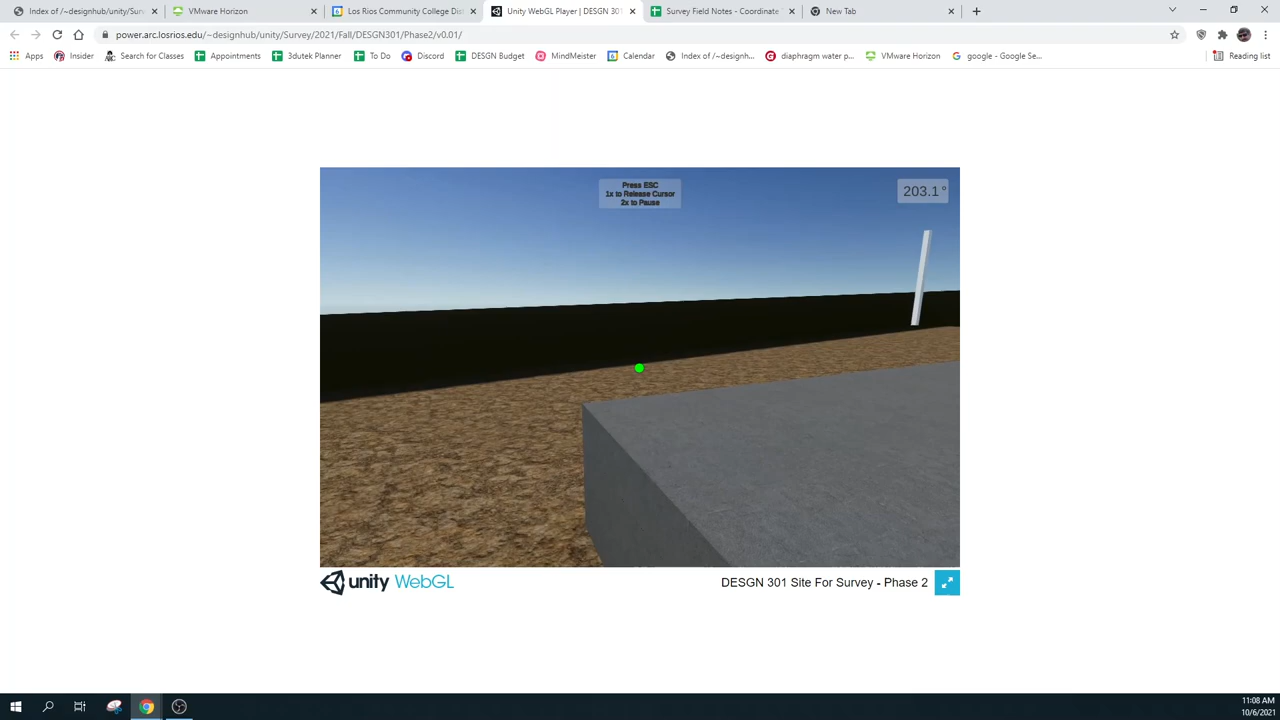 Index of /~designhub/unity/Sur
VMware Horizon
Los Rios Community College Dis
Unity WebGL Player | DESGN 301
Survey Field Notes - Coordinate
New Tab
power.arc.losrios.edu/~designhub/unity/Survey/2021/Fall/DESGN301/Phase2/v0.01/
Apps Insider Search for Classes Appointments 3dutek Planner To Do Discord DESGN Budget MindMeister Calendar Index of /~designh... diaphragm water p... VMware Horizon google - Google Se... Reading list
Press ESC
1x to Release Cursor
2x to Pause
203.1 °
unity WebGL
DESGN 301 Site For Survey - Phase 2
11:08 AM
10/6/2021